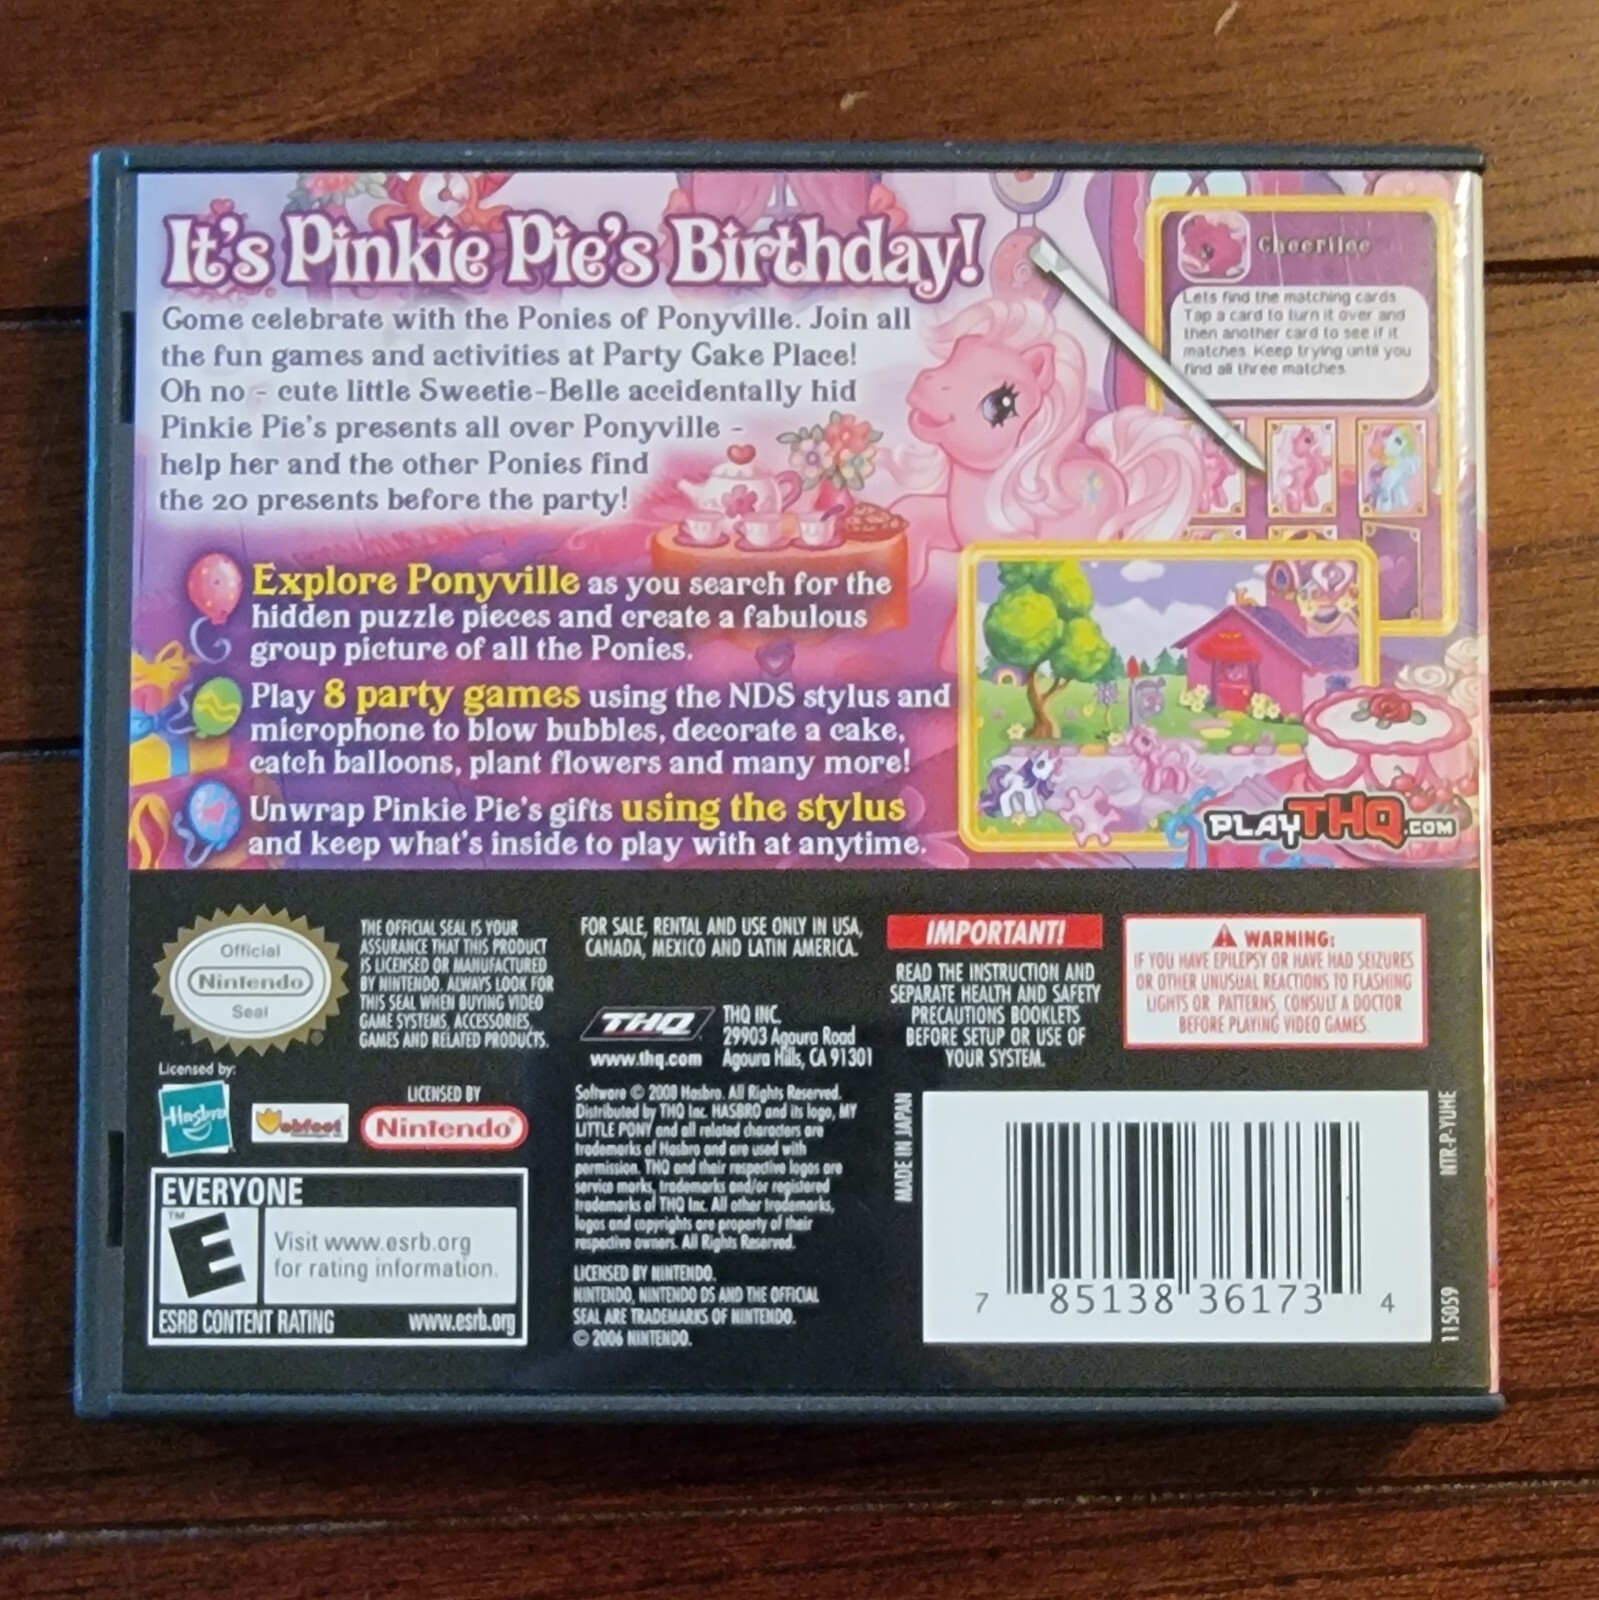 It's Pinkie Pie's Birthday!
Come celebrate with the Ponies of Ponyville. Join all
the fun games and activities at Party Cake Place!
Oh no - cute little Sweetie-Belle accidentally hid
Pinkie Pie's presents all over Ponyville -
help her and the other Ponies find
the 20 presents before the party!
Cheerilee
Lets find the matching cards
Tap a card to turn it over and
then another card to see if it
matches. Keep trying until you
find all three matches.
Explore Ponyville as you search for the
hidden puzzle pieces and create a fabulous
group picture of all the Ponies.
Play 8 party games using the NDS stylus and
microphone to blow bubbles, decorate a cake,
catch balloons, plant flowers and many more!
Unwrap Pinkie Pie's gifts using the stylus
and keep what's inside to play with at anytime.
PLAYTHQ.COM
Official
Nintendo
Seal
THE OFFICIAL SEAL IS YOUR
ASSURANCE THAT THIS PRODUCT
IS LICENSED OR MANUFACTURED
BY NINTENDO. ALWAYS LOOK FOR
THIS SEAL WHEN BUYING VIDEO
GAME SYSTEMS, ACCESSORIES,
GAMES AND RELATED PRODUCTS.
FOR SALE, RENTAL AND USE ONLY IN USA,
CANADA, MEXICO AND LATIN AMERICA.
THQ
www.thq.com
THQ INC.
29903 Agoura Road
Agoura Hills, CA 91301
IMPORTANT!
READ THE INSTRUCTION AND
SEPARATE HEALTH AND SAFETY
PRECAUTIONS BOOKLETS
BEFORE SETUP OR USE OF
YOUR SYSTEM.
WARNING:
IF YOU HAVE EPILEPSY OR HAVE HAD SEIZURES
OR OTHER UNUSUAL REACTIONS TO FLASHING
LIGHTS OR PATTERNS, CONSULT A DOCTOR
BEFORE PLAYING VIDEO GAMES.
Licensed by:
Hasbro
Webfoot
LICENSED BY
Nintendo®
Software © 2008 Hasbro. All Rights Reserved.
Distributed by THQ Inc. HASBRO and its logo, MY
LITTLE PONY and all related characters are
trademarks of Hasbro and are used with
permission. THQ and their respective logos are
service marks, trademarks and/or registered
trademarks of THQ Inc. All other trademarks,
logos and copyrights are property of their
respective owners. All Rights Reserved.
LICENSED BY NINTENDO.
NINTENDO, NINTENDO DS AND THE OFFICIAL
SEAL ARE TRADEMARKS OF NINTENDO.
© 2006 NINTENDO.
EVERYONE
E
TM
Visit www.esrb.org
for rating information.
ESRB CONTENT RATING www.esrb.org
MADE IN JAPAN
7 85138 36173 4
NTR-P-YUHE
115059